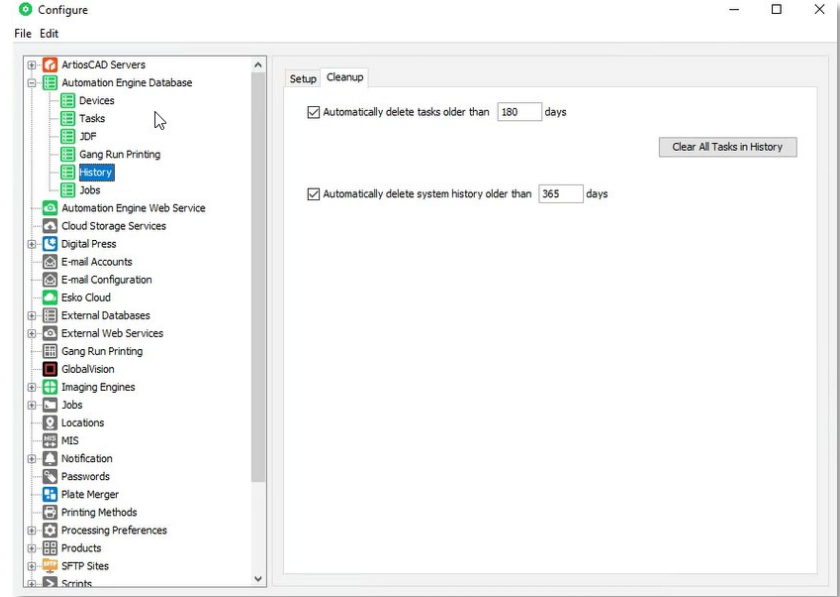 Configure
File Edit
ArtiosCAD Servers
Automation Engine Database
Devices
Tasks
JDF
Gang Run Printing
History
Jobs
Automation Engine Web Service
Cloud Storage Services
Digital Press
E-mail Accounts
E-mail Configuration
Esko Cloud
External Databases
External Web Services
Gang Run Printing
GlobalVision
Imaging Engines
Jobs
Locations
MIS
Notification
Passwords
Plate Merger
Printing Methods
Processing Preferences
Products
SFTP Sites
Scripts
Setup Cleanup
Automatically delete tasks older than 180 days
Clear All Tasks in History
Automatically delete system history older than 365 days